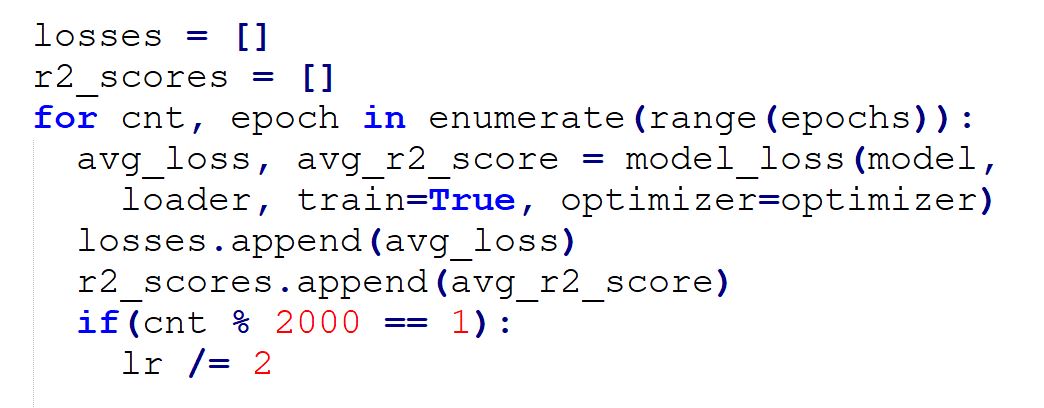 losses = []
r2_scores = []
for cnt, epoch in enumerate(range(epochs)):
  avg_loss, avg_r2_score = model_loss(model,
    loader, train=True, optimizer=optimizer)
  losses.append(avg_loss)
  r2_scores.append(avg_r2_score)
  if(cnt % 2000 == 1):
    lr /= 2